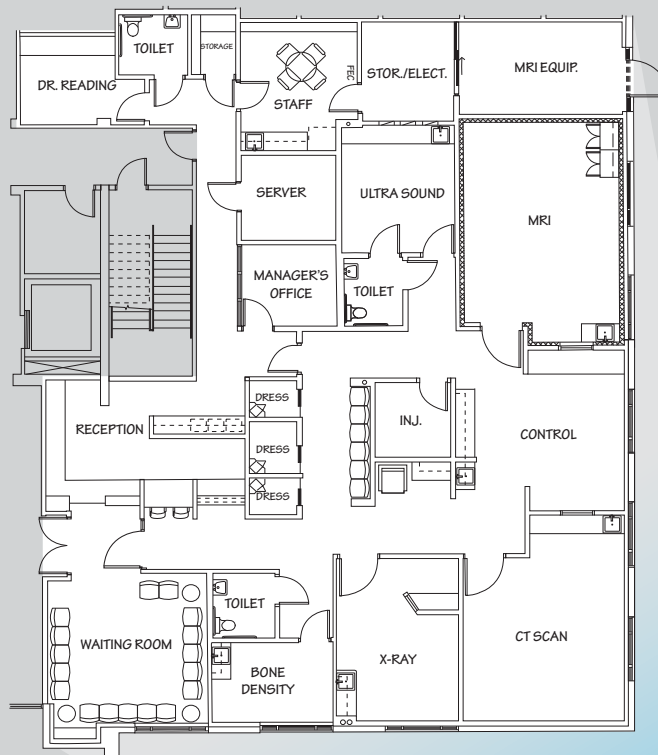 TOILET
STORAGE
DR. READING
STAFF
FEC
STOR./ELECT.
MRI EQUIP.
SERVER
ULTRA SOUND
MRI
MANAGER'S
OFFICE
TOILET
DRESS
RECEPTION
DRESS
INJ.
CONTROL
DRESS
TOILET
WAITING ROOM
BONE
DENSITY
X-RAY
CT SCAN